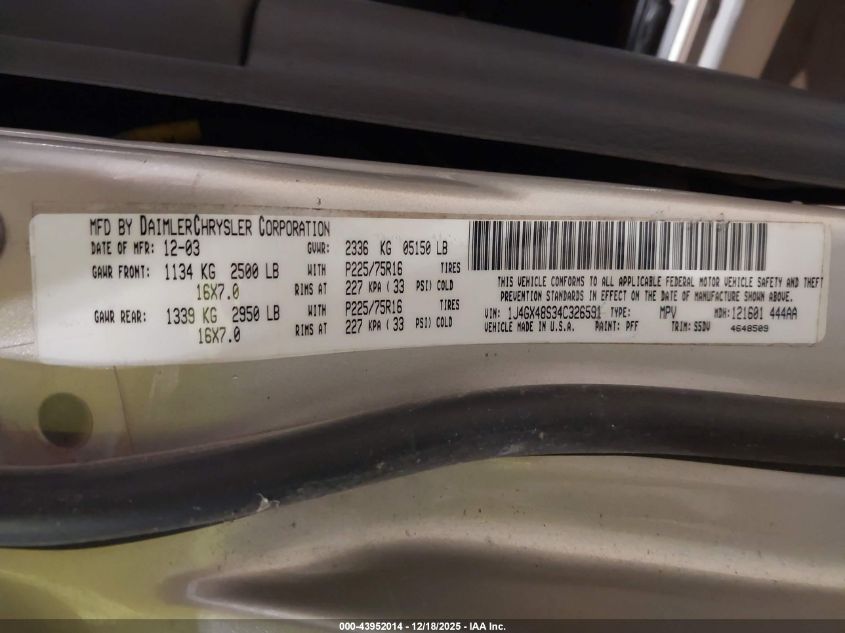 MFD BY DAIMLERCHRYSLER CORPORATION
DATE OF MFR: 12-03 GVWR: 2336 KG 05150 LB
GAWR FRONT: 1134 KG 2500 LB WITH P225/75R16 TIRES
16X7.0 RIMS AT 227 KPA ( 33 PSI) COLD
GAWR REAR: 1339 KG 2950 LB WITH P225/75R16 TIRES
16X7.0 RIMS AT 227 KPA ( 33 PSI) COLD
THIS VEHICLE CONFORMS TO ALL APPLICABLE FEDERAL MOTOR VEHICLE SAFETY AND THEFT
PREVENTION STANDARDS IN EFFECT ON THE DATE OF MANUFACTURE SHOWN ABOVE.
VIN: 1J4GX48S34C326591 TYPE: MPV MDH: 121601 444AA
VEHICLE MADE IN U.S.A. PAINT: PFF TRIM: S5DV 4648509
000-43952014 - 12/18/2025 - IAA Inc.